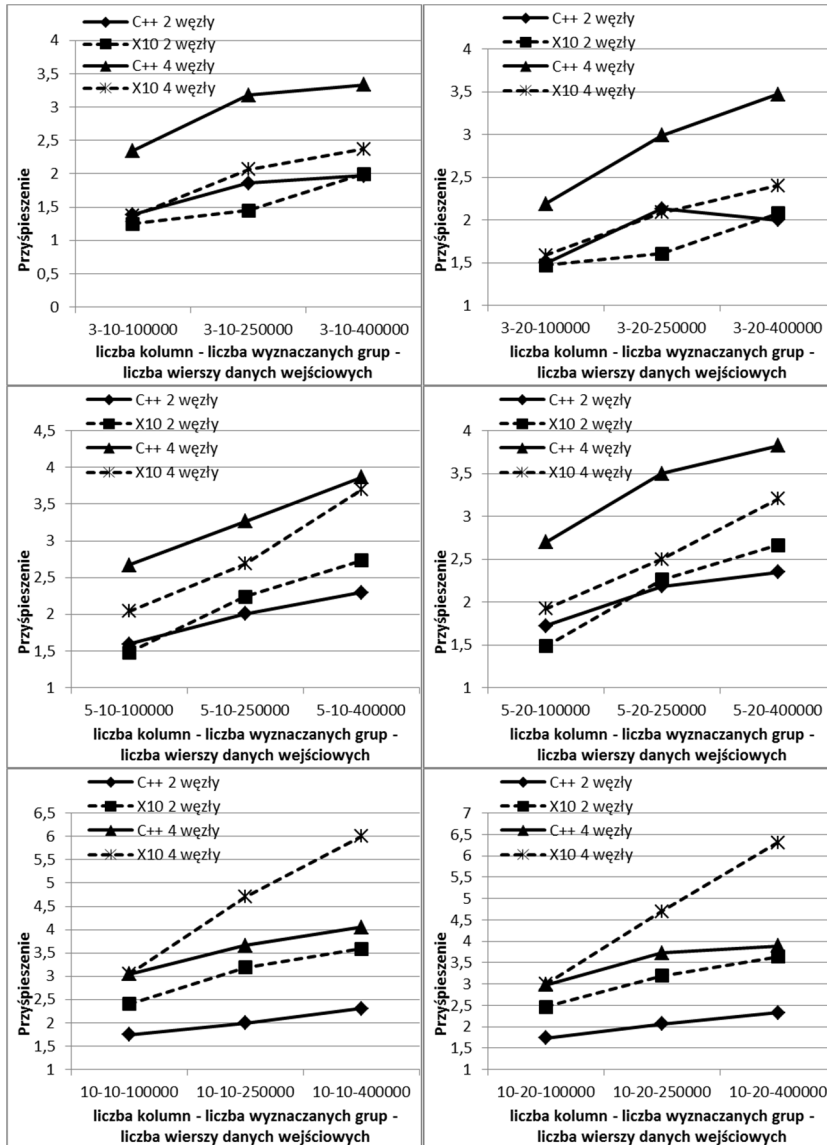 C++ 2 węzły
X10 2 węzły
C++ 4 węzły
X10 4 węzły
Przyśpieszenie
4
3,5
3
2,5
2
1,5
1
0,5
0
3-10-100000 3-10-250000 3-10-400000
liczba kolumn - liczba wyznaczanych grup -
liczba wierszy danych wejściowych
C++ 2 węzły
X10 2 węzły
C++ 4 węzły
X10 4 węzły
Przyśpieszenie
4
3,5
3
2,5
2
1,5
1
3-20-100000 3-20-250000 3-20-400000
liczba kolumn - liczba wyznaczanych grup -
liczba wierszy danych wejściowych
C++ 2 węzły
X10 2 węzły
C++ 4 węzły
X10 4 węzły
Przyśpieszenie
4,5
4
3,5
3
2,5
2
1,5
1
5-10-100000 5-10-250000 5-10-400000
liczba kolumn - liczba wyznaczanych grup -
liczba wierszy danych wejściowych
C++ 2 węzły
X10 2 węzły
C++ 4 węzły
X10 4 węzły
Przyśpieszenie
4
3,5
3
2,5
2
1,5
1
5-20-100000 5-20-250000 5-20-400000
liczba kolumn - liczba wyznaczanych grup -
liczba wierszy danych wejściowych
C++ 2 węzły
X10 2 węzły
C++ 4 węzły
X10 4 węzły
Przyśpieszenie
6,5
6
5,5
5
4,5
4
3,5
3
2,5
2
1,5
1
10-10-100000 10-10-250000 10-10-400000
liczba kolumn - liczba wyznaczanych grup -
liczba wierszy danych wejściowych
C++ 2 węzły
X10 2 węzły
C++ 4 węzły
X10 4 węzły
Przyśpieszenie
7
6,5
6
5,5
5
4,5
4
3,5
3
2,5
2
1,5
1
10-20-100000 10-20-250000 10-20-400000
liczba kolumn - liczba wyznaczanych grup -
liczba wierszy danych wejściowych